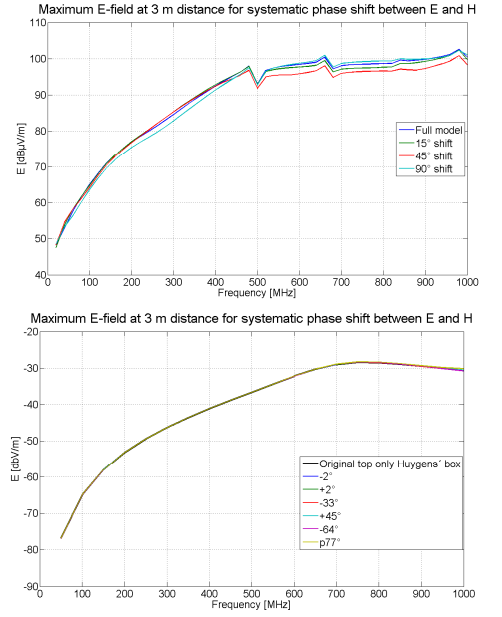 Maximum E-field at 3 m distance for systematic phase shift between E and H
110
100
90
80
70
60
50
40
E [dBµV/m]
0 100 200 300 400 500 600 700 800 900 1000
Frequency [MHz]
Full model
15° shift
45° shift
90° shift
Maximum E-field at 3 m distance for systematic phase shift between E and H
-20
-30
-40
-50
-60
-70
-80
-90
E [dbV/m]
0 100 200 300 400 500 600 700 800 900 1000
Frequency [MHz]
Original top only Huygens´ box
-2°
+2°
-33°
+45°
-64°
p77°